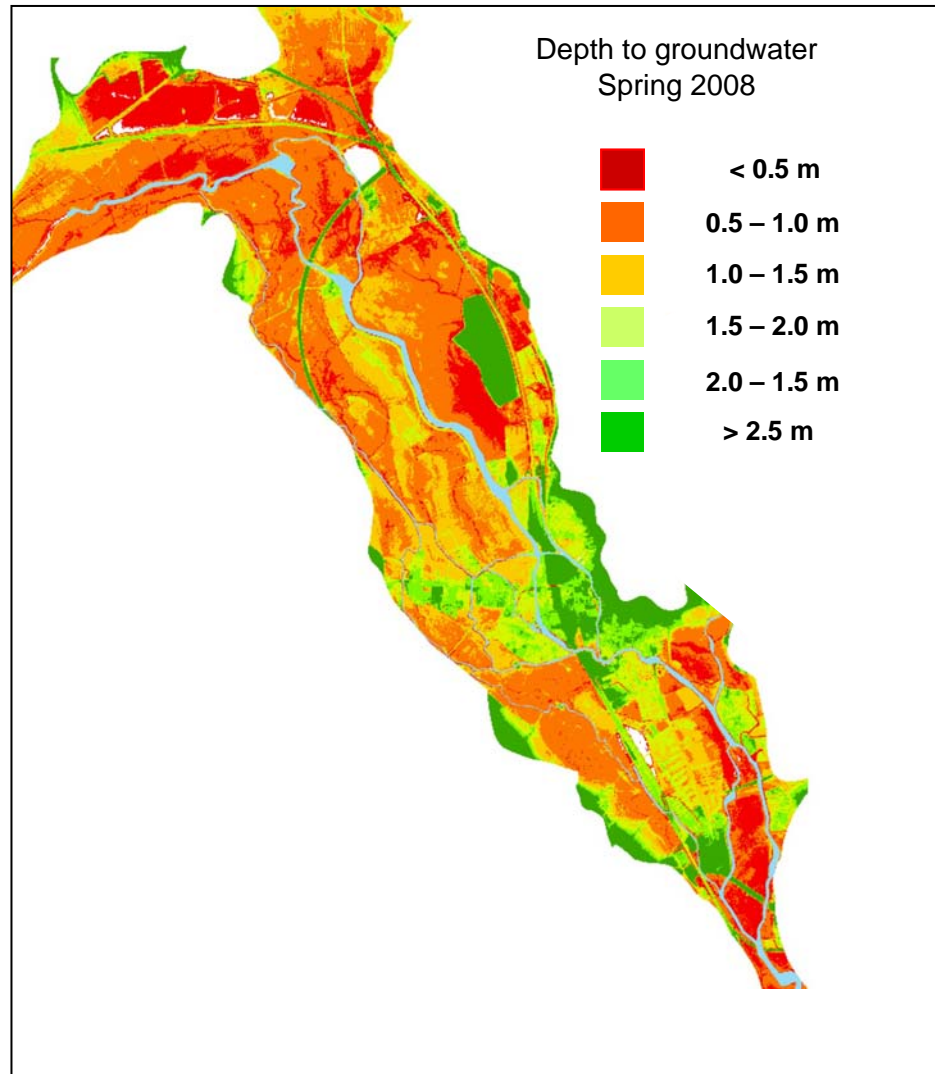 Depth to groundwater
Spring 2008
< 0.5 m
0.5 – 1.0 m
1.0 – 1.5 m
1.5 – 2.0 m
2.0 – 1.5 m
> 2.5 m